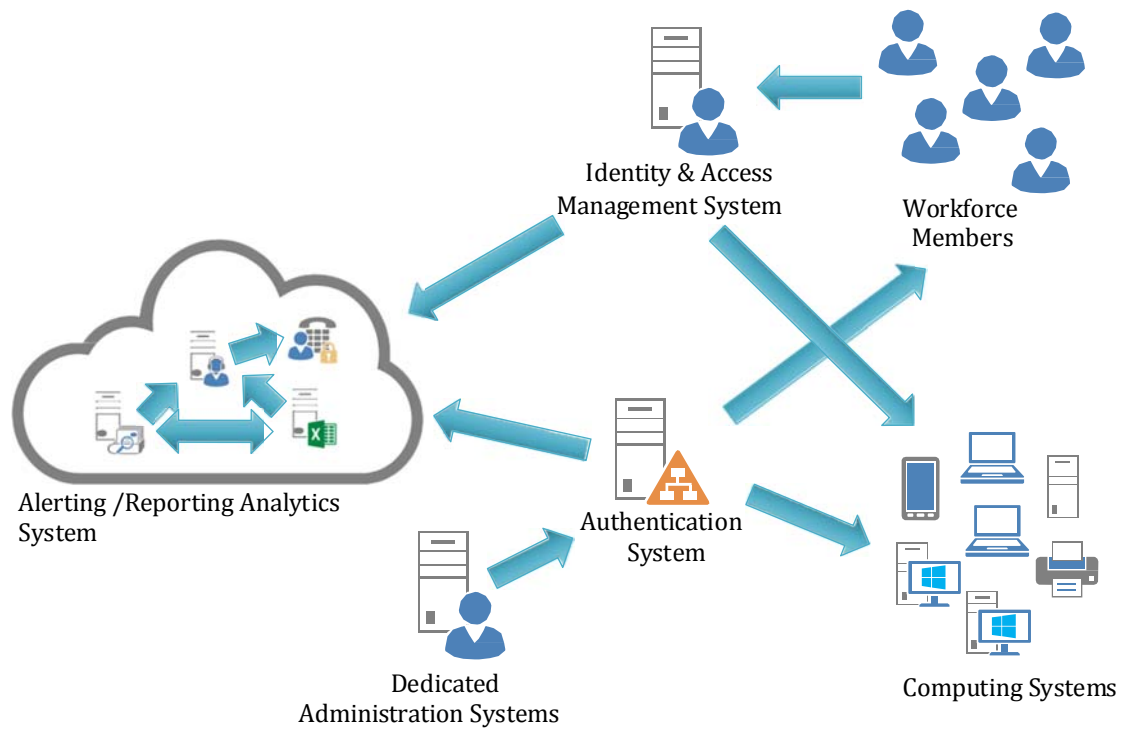 Identity & Access
Management System
Workforce
Members
Alerting /Reporting Analytics
System
Authentication
System
Dedicated
Administration Systems
Computing Systems